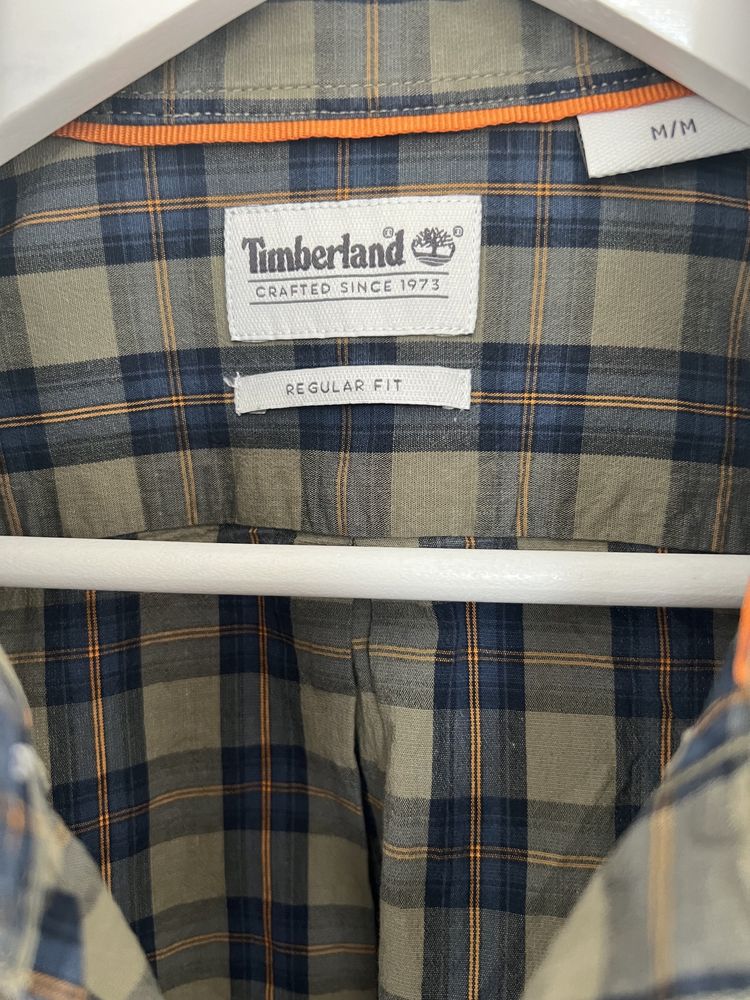 M/M
Timberland
CRAFTED SINCE 1973
REGULAR FIT